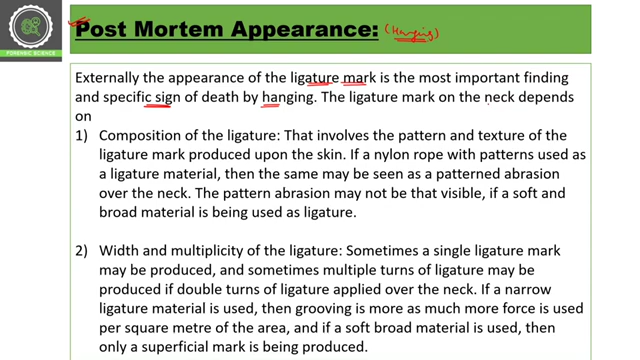 FORENSIC SCIENCE
Post Mortem Appearance: (Hanging)
Externally the appearance of the ligature mark is the most important finding
and specific sign of death by hanging. The ligature mark on the neck depends
on
1) Composition of the ligature: That involves the pattern and texture of the
ligature mark produced upon the skin. If a nylon rope with patterns used as
a ligature material, then the same may be seen as a patterned abrasion
over the neck. The pattern abrasion may not be that visible, if a soft and
broad material is being used as ligature.
2) Width and multiplicity of the ligature: Sometimes a single ligature mark
may be produced, and sometimes multiple turns of ligature may be
produced if double turns of ligature applied over the neck. If a narrow
ligature material is used, then grooving is more as much more force is used
per square metre of the area, and if a soft broad material is used, then
only a superficial mark is being produced.